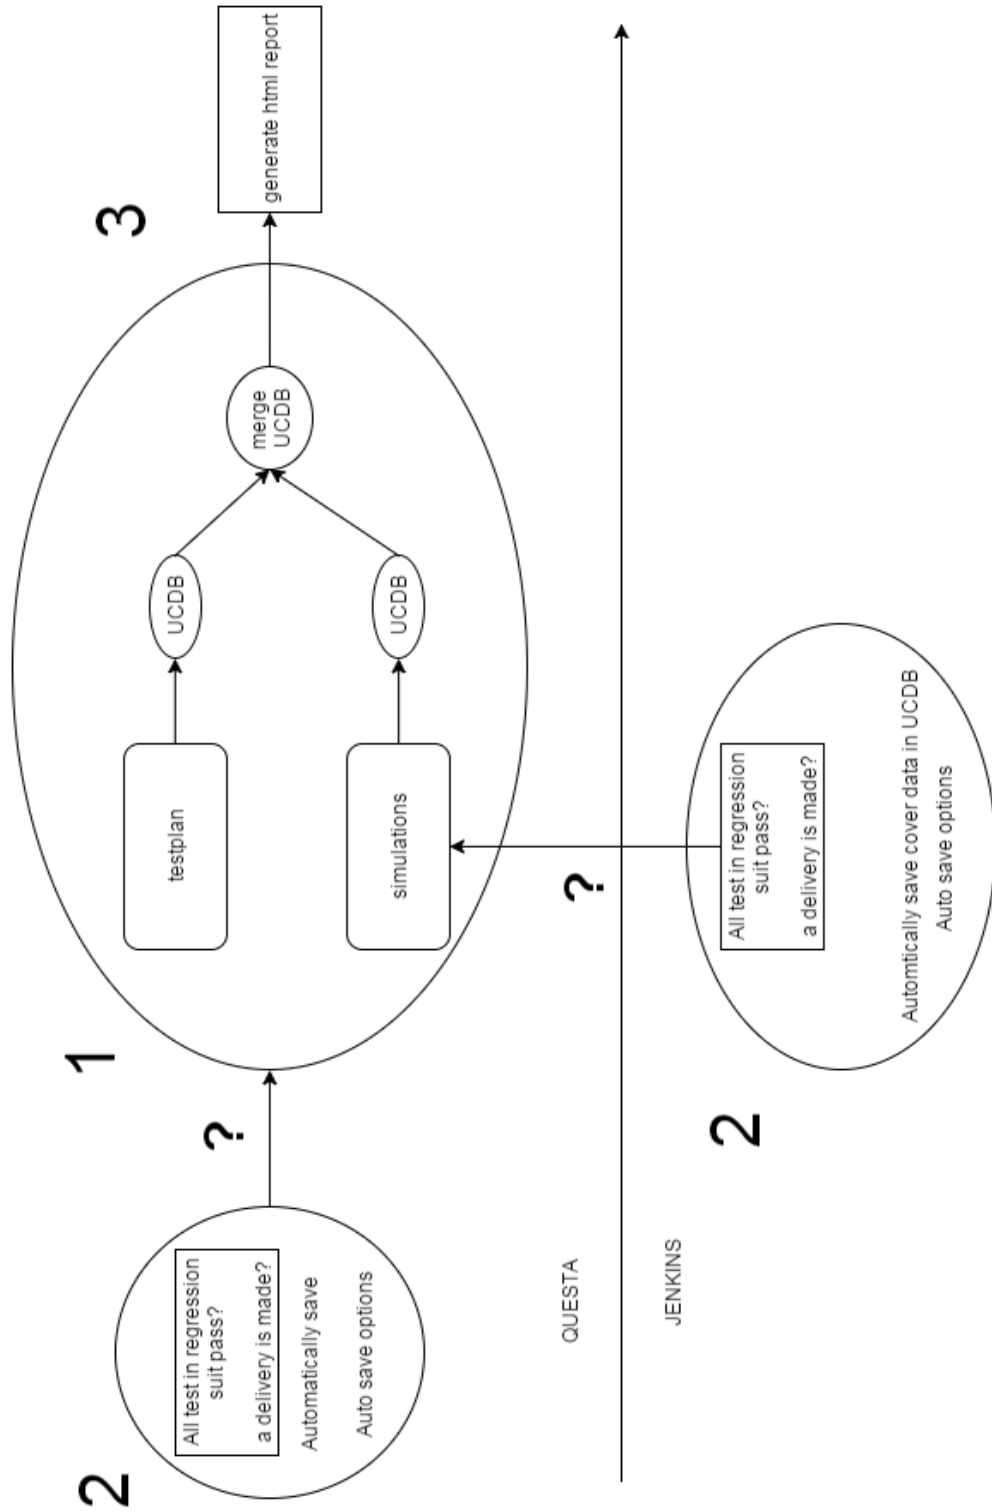 2
All test in regression
suit pass?
a delivery is made?
Automatically save
Auto save options
?
1
testplan
UCDB
simulations
UCDB
merge
UCDB
3
generate html report
QUESTA
JENKINS
?
2
All test in regression
suit pass?
a delivery is made?
Automtically save cover data in UCDB
Auto save options